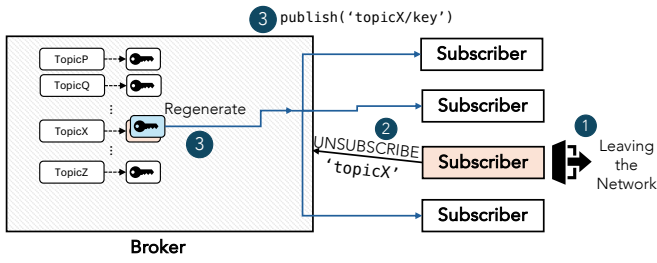 3 publish(‘topicX/key’)
TopicP
TopicQ
⋮
TopicX
⋮
TopicZ
Regenerate
3
Broker
Subscriber
Subscriber
2
UNSUBSCRIBE
‘topicX’
Subscriber
Subscriber
1
Leaving
the
Network